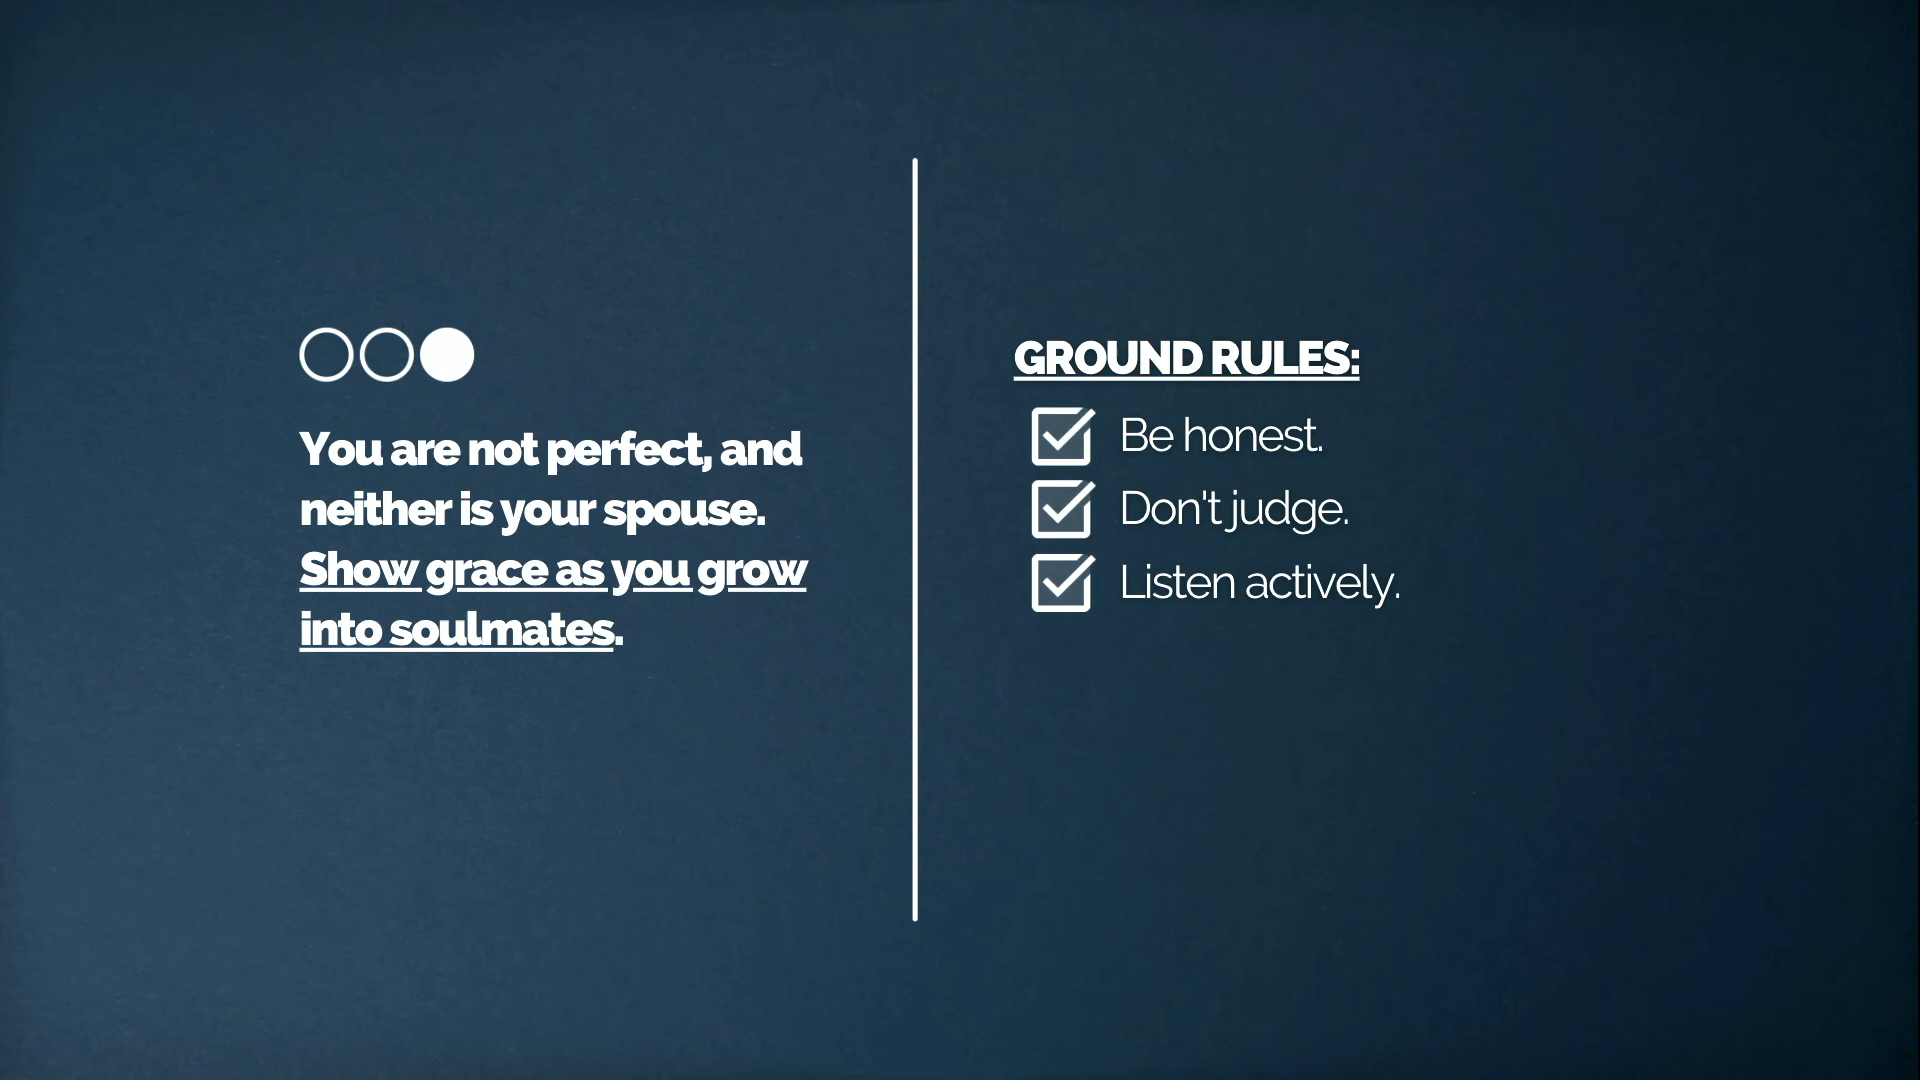 You are not perfect, and
neither is your spouse.
Show grace as you grow
into soulmates.
GROUND RULES:
Be honest.
Don't judge.
Listen actively.